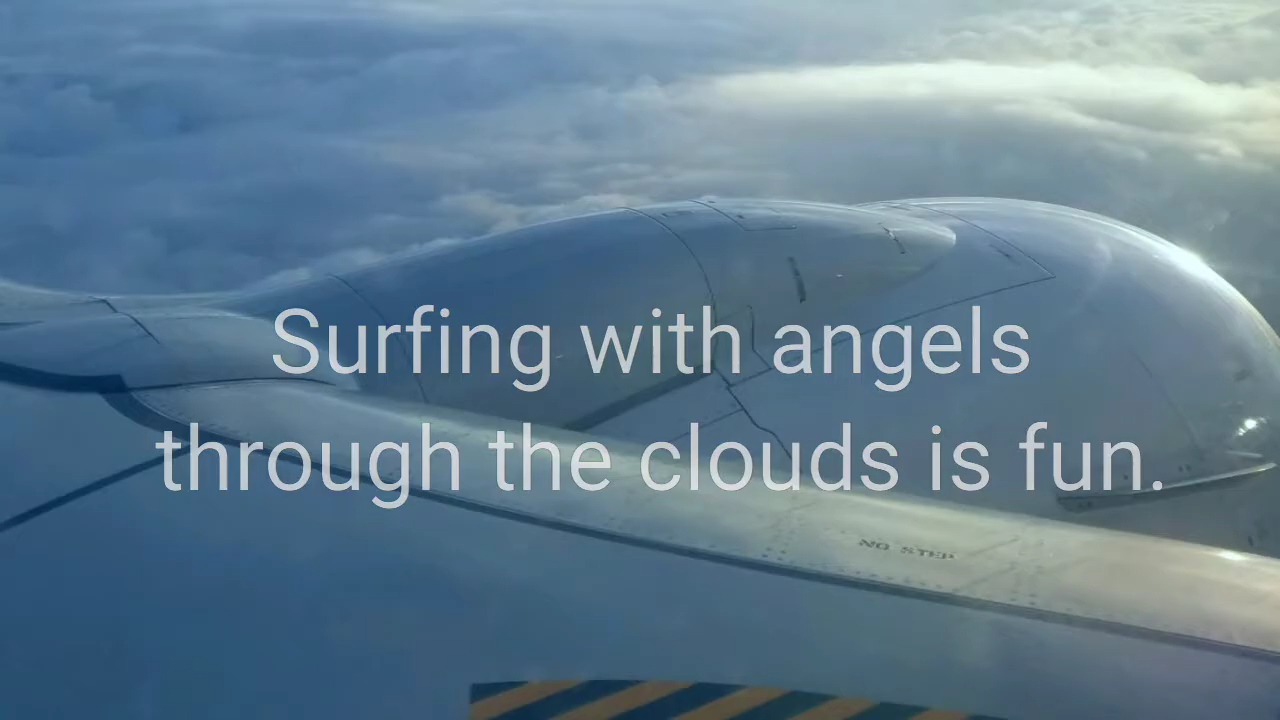 Surfing with angels
through the clouds is fun.
NO STEP